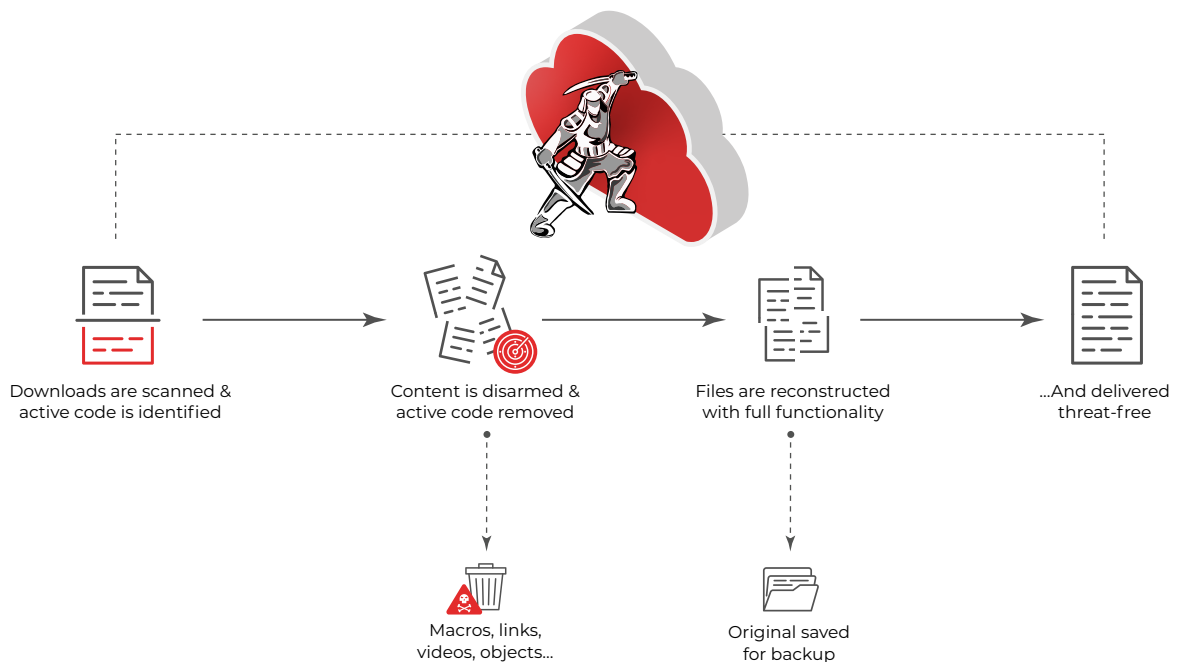 Downloads are scanned &
active code is identified
Content is disarmed &
active code removed
Files are reconstructed
with full functionality
...And delivered
threat-free
Macros, links,
videos, objects...
Original saved
for backup